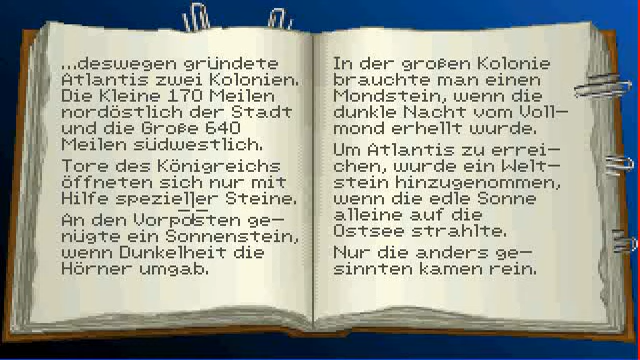 ...deswegen gründete
Atlantis zwei Kolonien.
Die Kleine 170 Meilen
nordöstlich der Stadt
und die Große 640
Meilen südwestlich.
Tore des Königreichs
öffneten sich nur mit
Hilfe spezieller Steine.
An den Vorposten ge-
nügte ein Sonnenstein,
wenn Dunkelheit die
Hörner umgab.
In der großen Kolonie
brauchte man einen
Mondstein, wenn die
dunkle Nacht vom Voll-
mond erhellt wurde.
Um Atlantis zu errei-
chen, wurde ein Welt-
stein hinzugenommen,
wenn die edle Sonne
alleine auf die
Ostsee strahlte.
Nur die anders ge-
sinnten kamen rein.